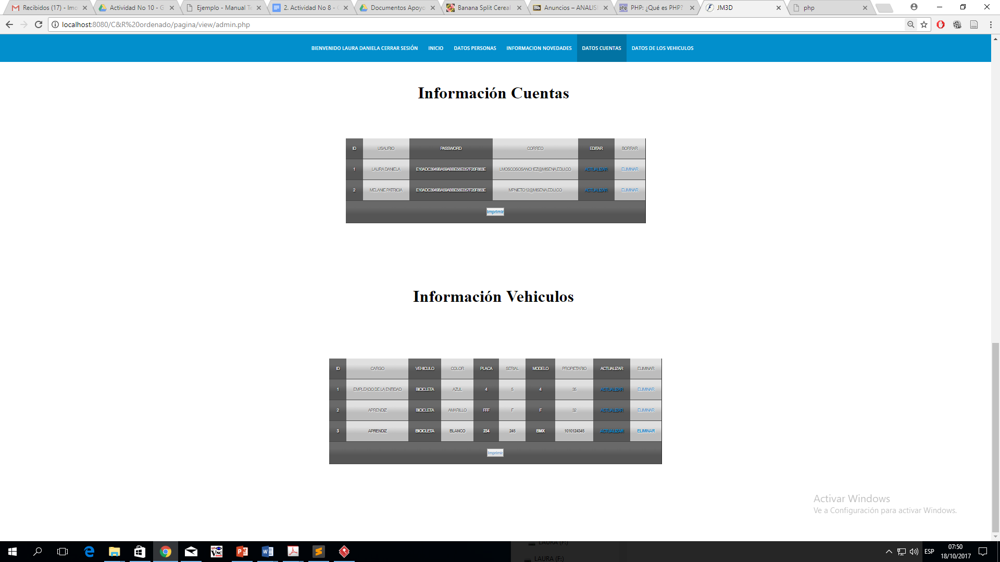 Recibidos (17) - lmo
Actividad No 10 - G
Ejemplo - Manual Te
2. Actividad No 8 -
Documentos Apoyo
Banana Split Cereal
Anuncios – ANALISI
PHP: ¿Qué es PHP?
JM3D
php
localhost:8080/C&R%20ordenado/pagina/view/admin.php
BIENVENIDO LAURA DANIELA CERRAR SESIÓN INICIO DATOS PERSONAS INFORMACION NOVEDADES DATOS CUENTAS DATOS DE LOS VEHICULOS
Información Cuentas
ID USAURIO PASSWORD CORREO EDITAR BORRAR
1 LAURA DANIELA E10ADC3949BA59ABBE56E057F20F883E LMOSCOSOSANCHEZ@MISENA.EDU.CO ACTUALIZAR ELIMINAR
2 MELANIE PATRICIA E10ADC3949BA59ABBE56E057F20F883E MPNIETO12@MISENA.EDU.CO ACTUALIZAR ELIMINAR
Imprimir
Información Vehiculos
ID CARGO VEHICULO COLOR PLACA SERIAL MODELO PROPIETARIO ACTUALIZAR ELIMINAR
1 EMPLEADO DE LA ENTIDAD BICICLETA AZUL 4 5 4 35 ACTUALIZAR ELIMINAR
2 APRENDIZ BICICLETA AMARILLO FFF F F 32 ACTUALIZAR ELIMINAR
3 APRENDIZ BICICLETA BLANCO 234 245 BMX 1010124345 ACTUALIZAR ELIMINAR
Imprimir
Activar Windows
Ve a Configuración para activar Windows.
LAURA (F:)
LAURA (F:)
ESP
07:50
18/10/2017